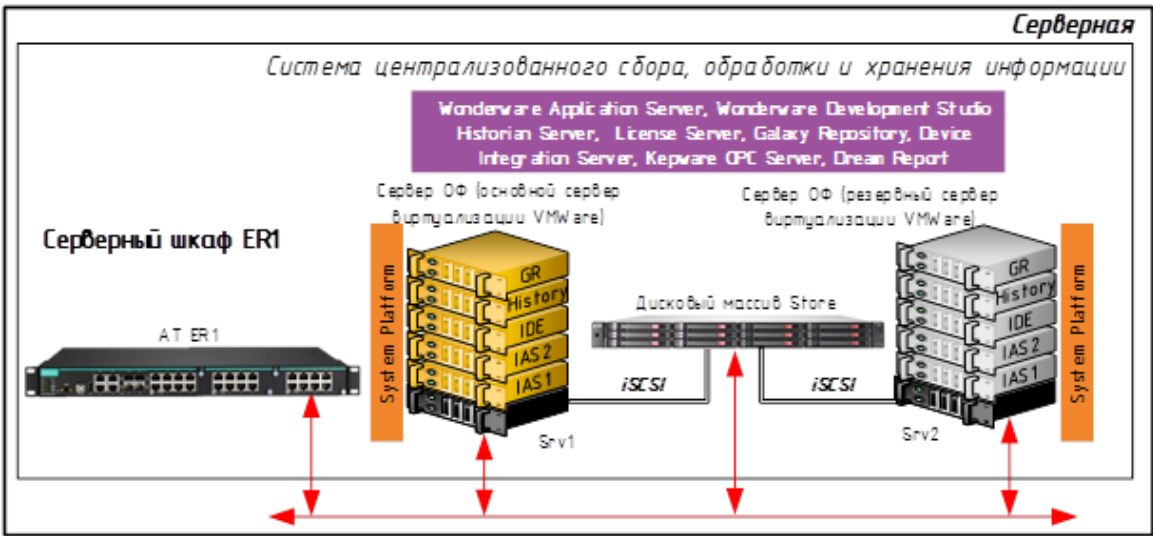 Серверная
Система централизованного сбора, обработки и хранения информации
Wonderware Application Server, Wonderware Development Studio
Historian Server, License Server, Galaxy Repository, Device
Integration Server, Kepware OPC Server, Dream Report
Сервер ОФ (основной сервер
виртуализации VMWare)
Сервер ОФ (резервный сервер
виртуализации VMWare)
Серверный шкаф ER1
AT ER1
System Platform
GR
History
IDE
IAS 2
IAS 1
Srv1
Дисковый массив Store
iSCSI
iSCSI
GR
History
IDE
IAS 2
IAS 1
Srv2
System Platform